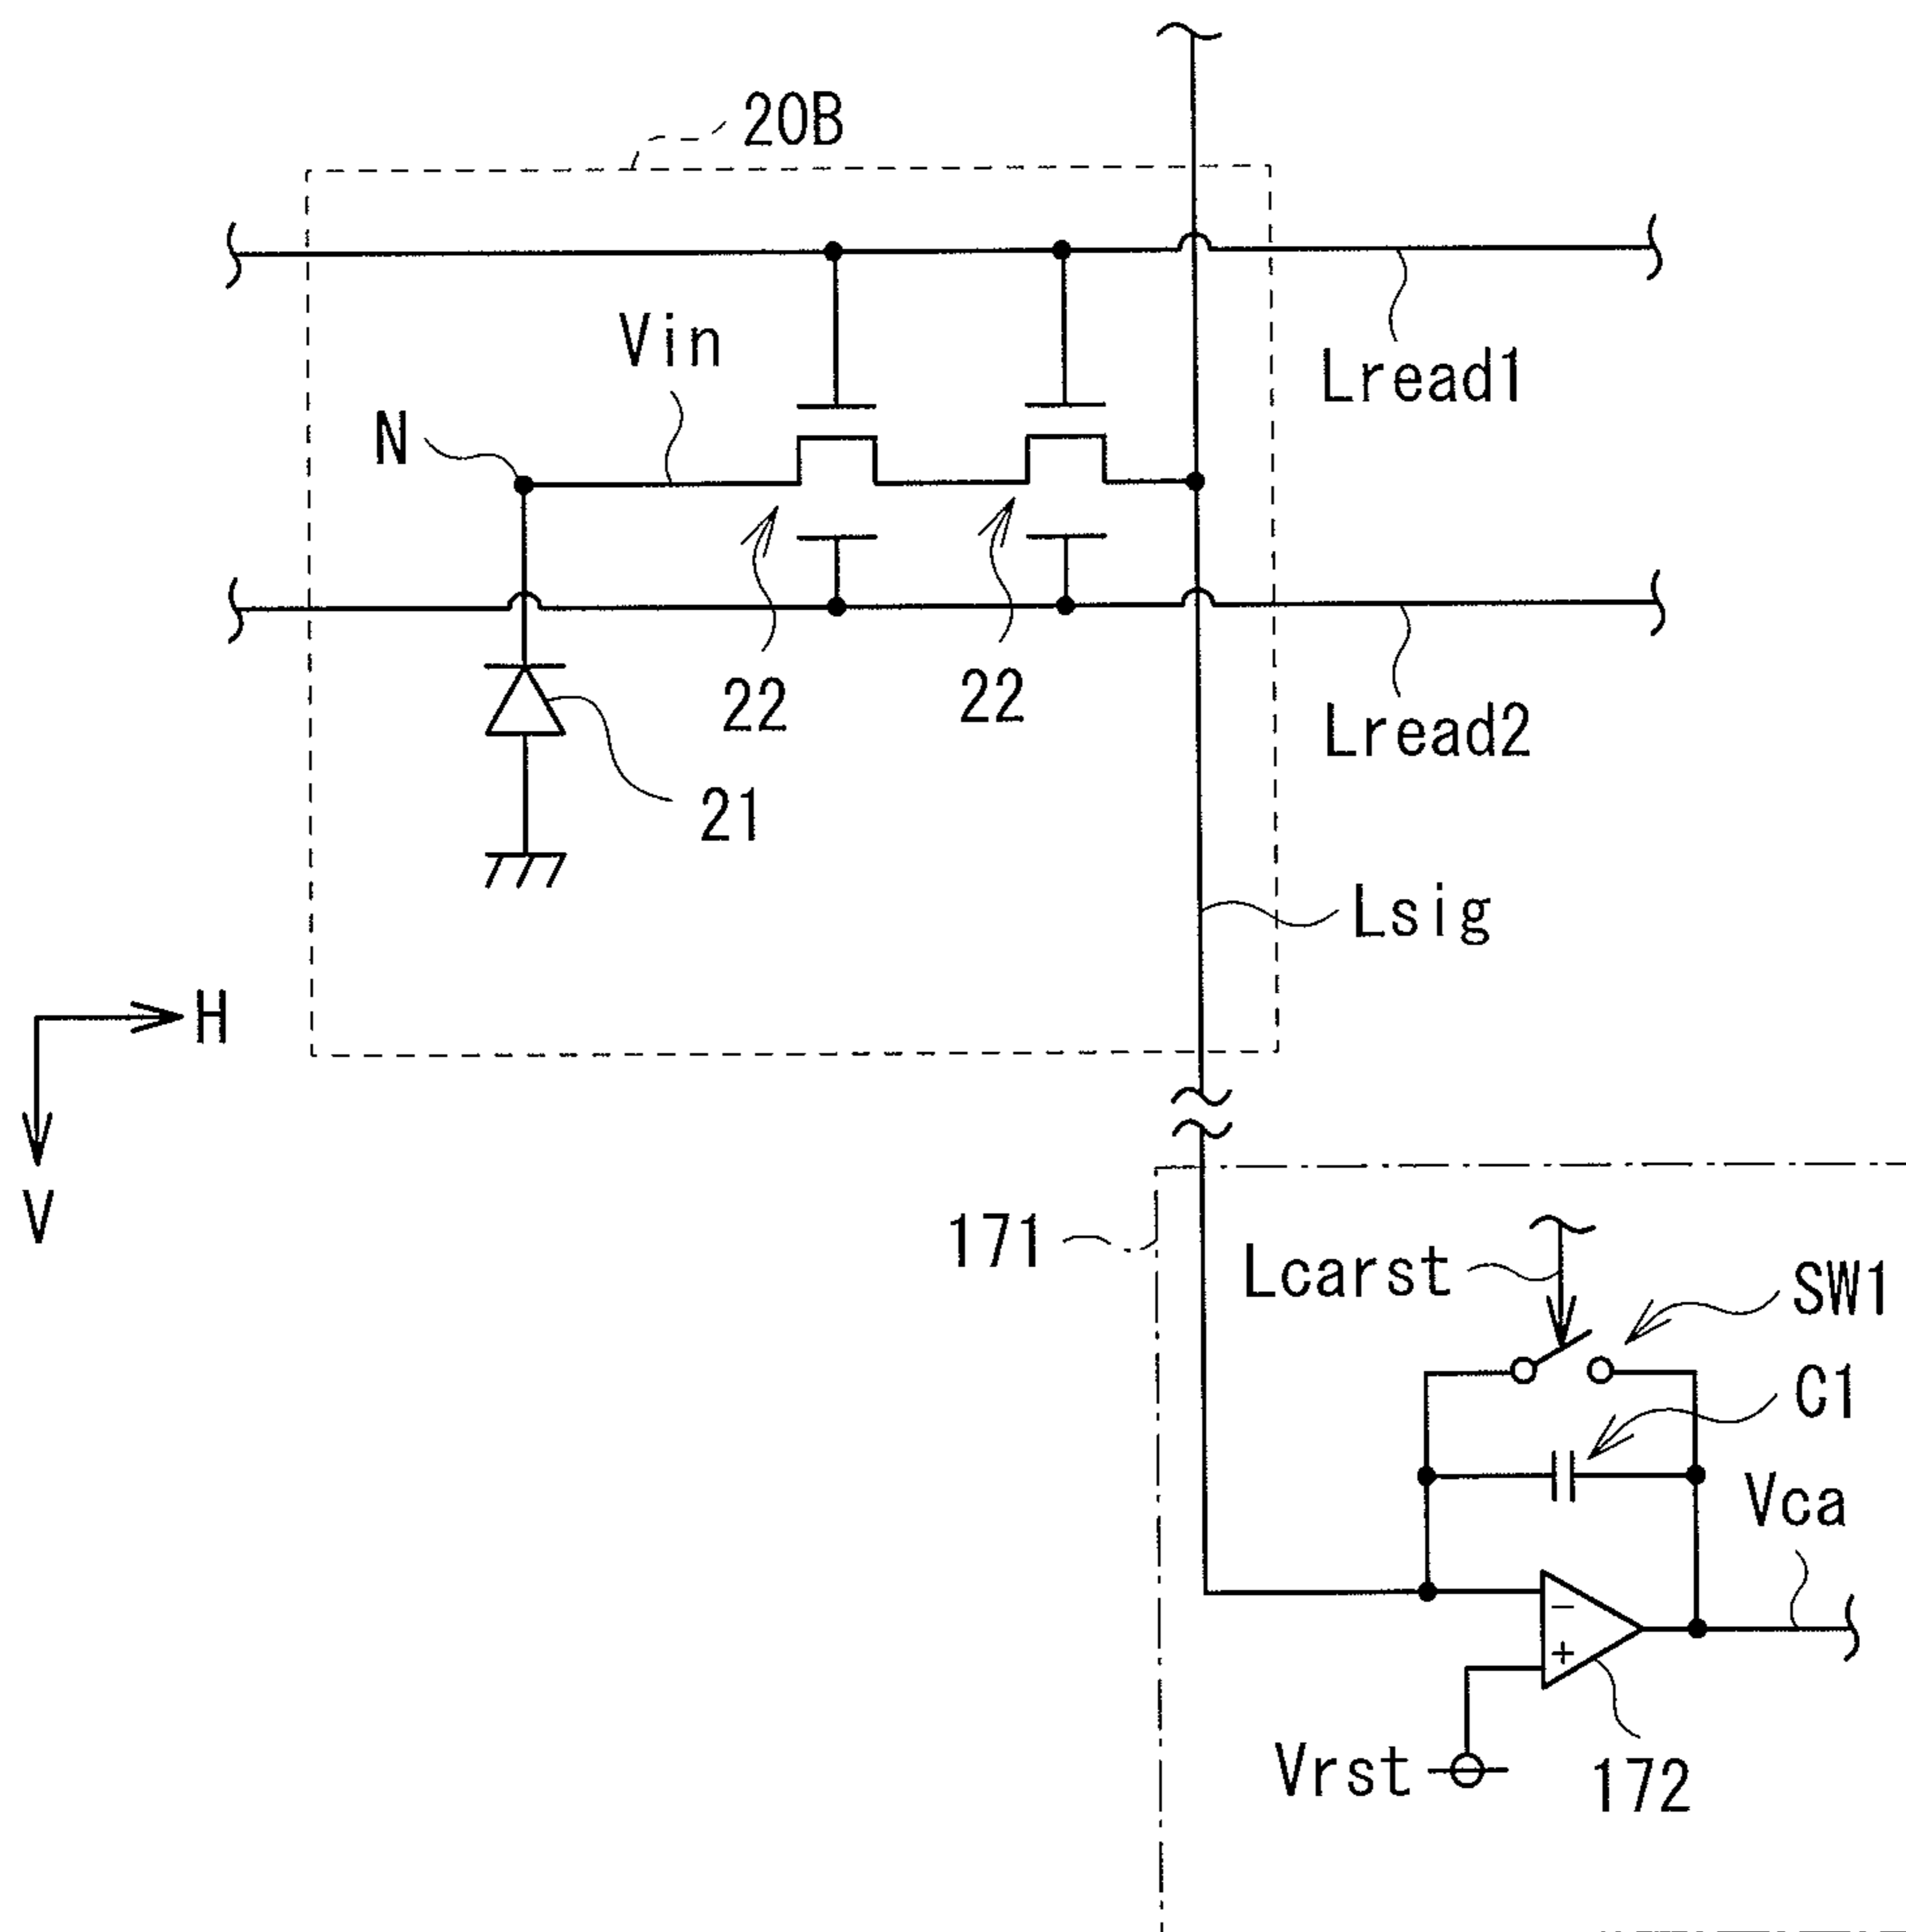 20B
Vin
Lread1
N
22
22
Lread2
21
Lsig
H
V
171
Lcarst
SW1
C1
Vca
−
+
Vrst
172